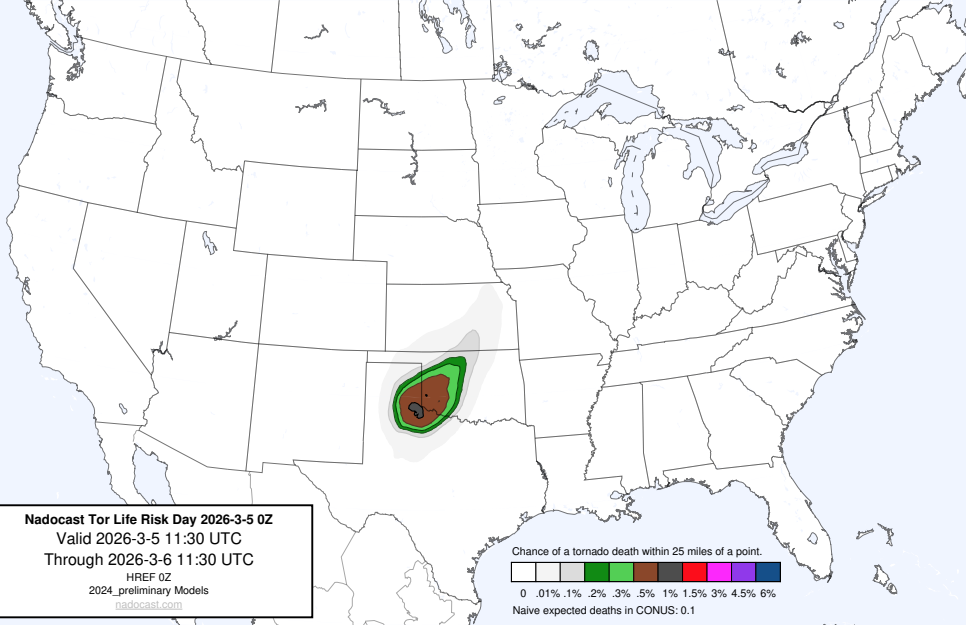 Nadocast Tor Life Risk Day 2026-3-5 0Z
Valid 2026-3-5 11:30 UTC
Through 2026-3-6 11:30 UTC
HREF 0Z
2024_preliminary Models
nadocast.com
Chance of a tornado death within 25 miles of a point.
0 .01% .1% .2% .3% .5% 1% 1.5% 3% 4.5% 6%
Naive expected deaths in CONUS: 0.1